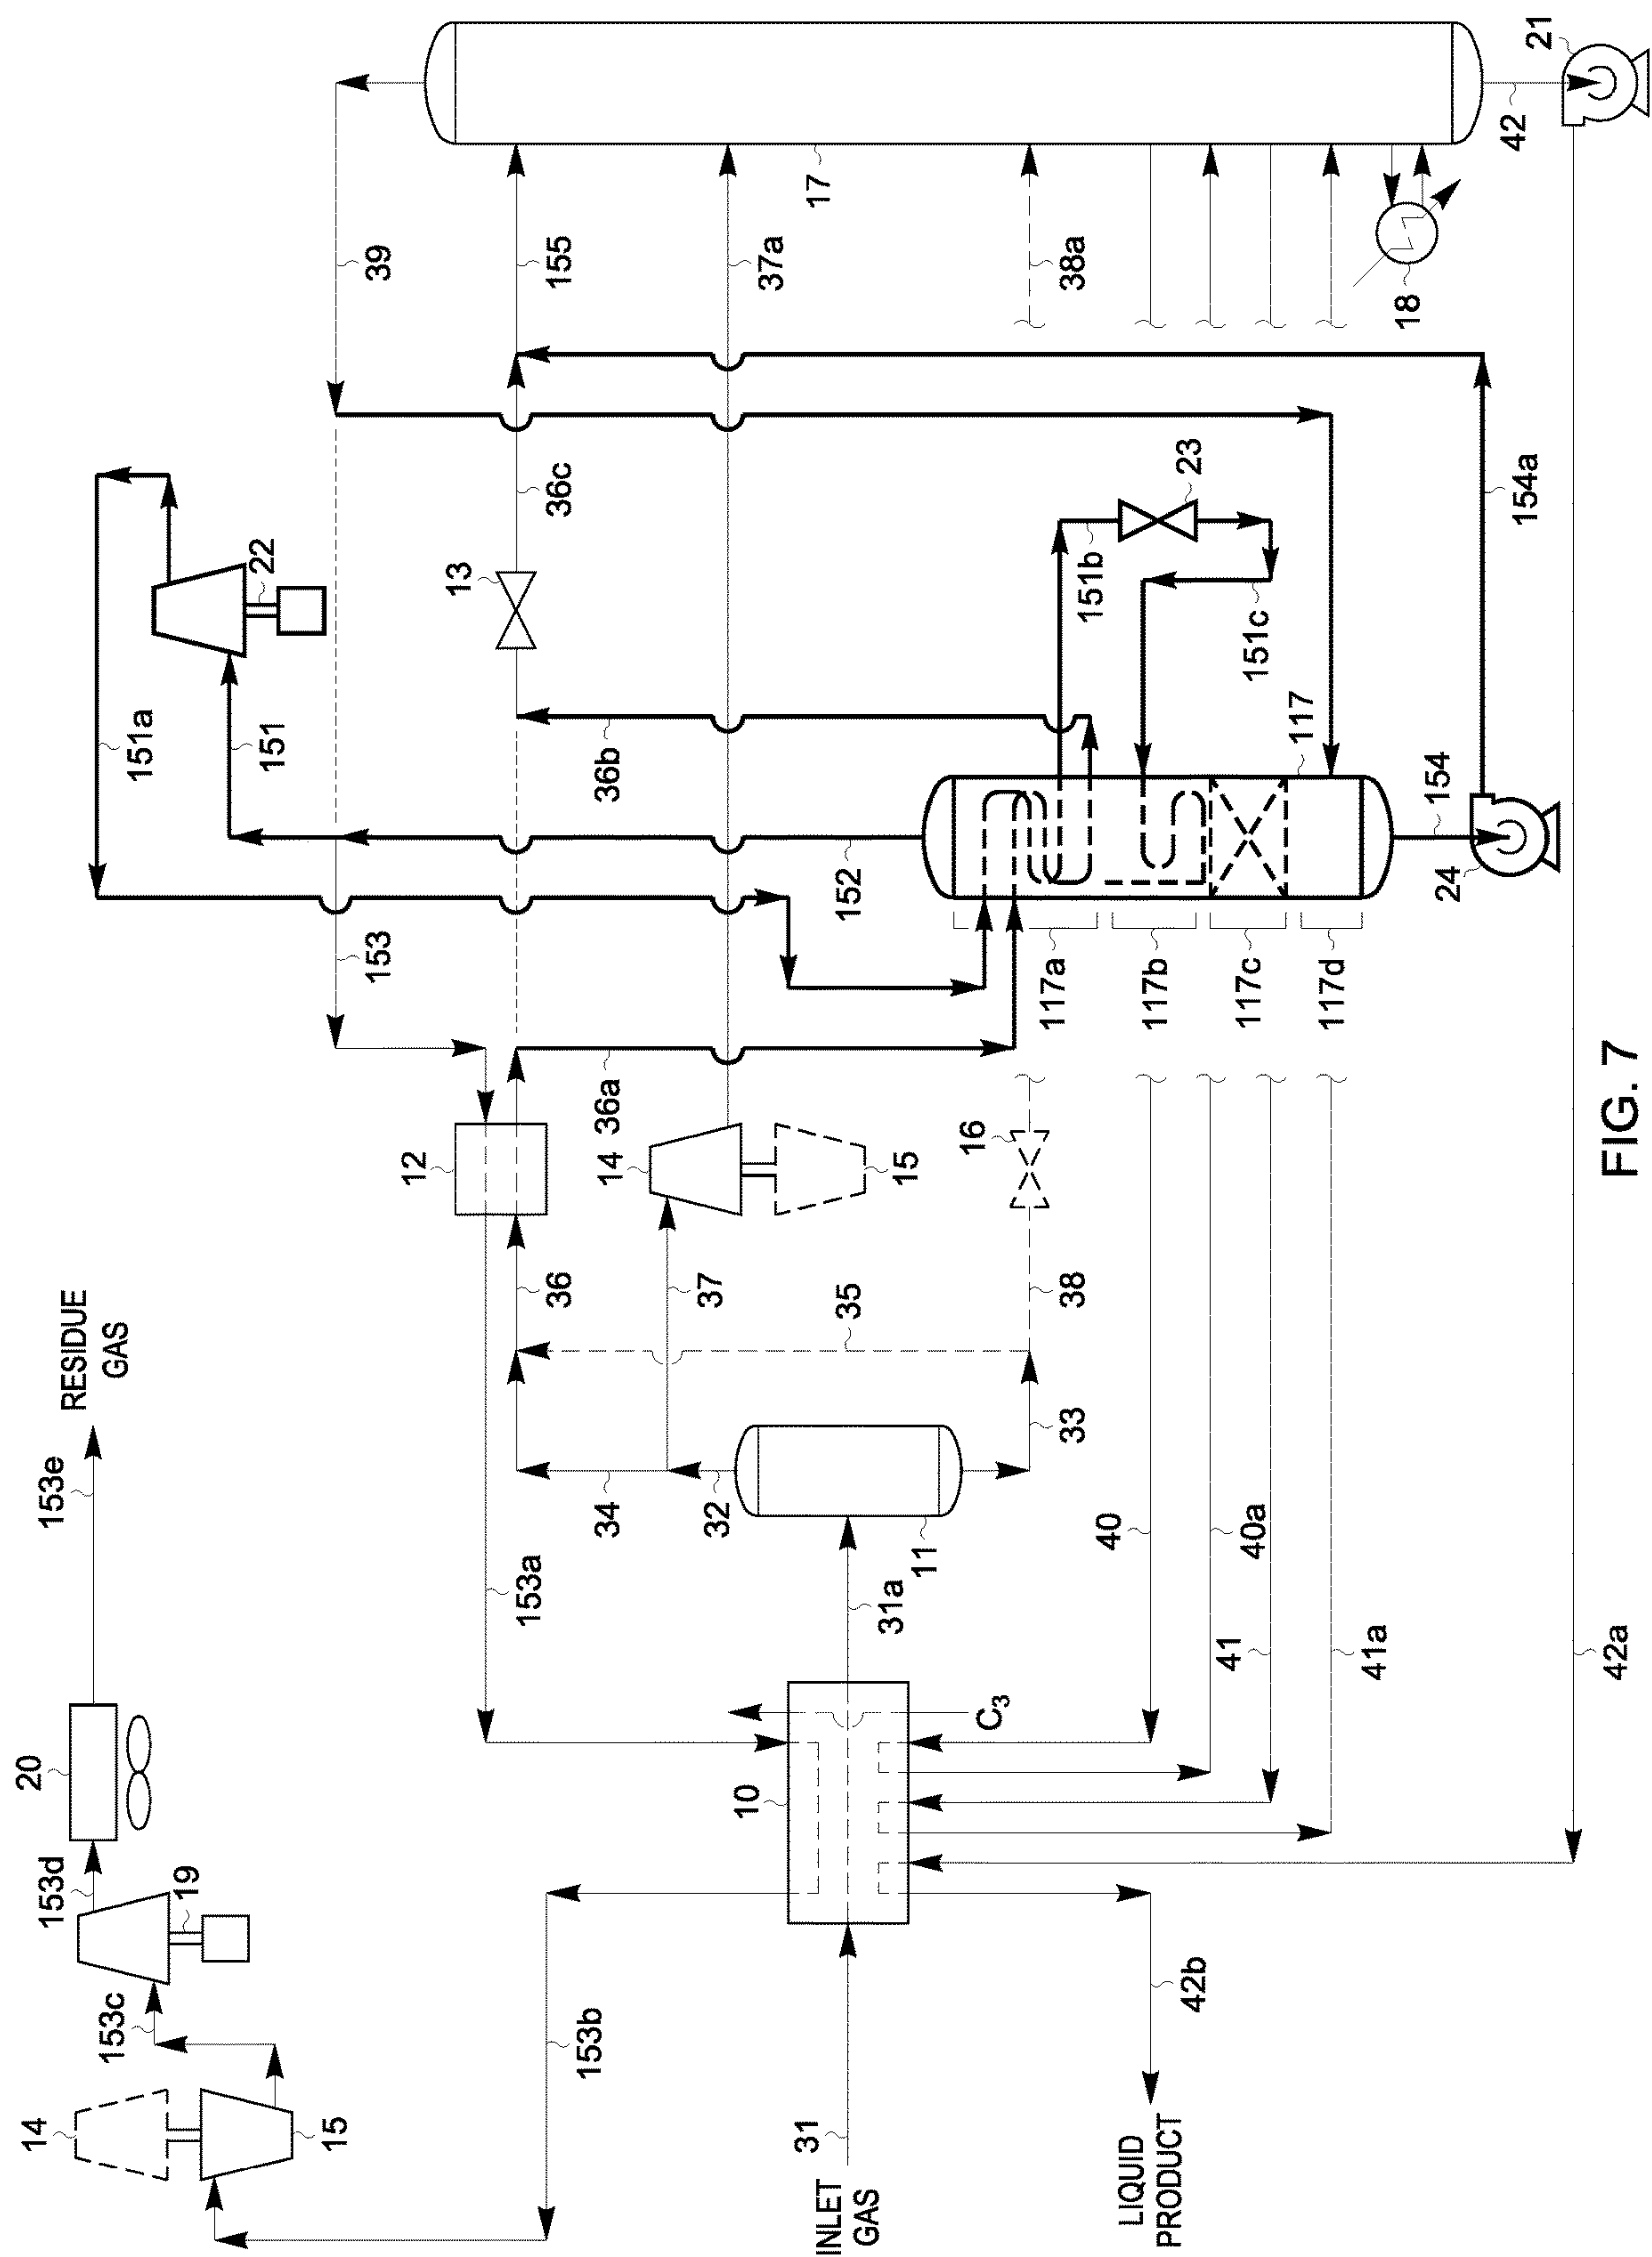 14
20
153d
153e
RESIDUE
GAS
153c
151a
19
151
22
15
153
39
12
13
153a
36
36c
155
153b
34
14
36a
36b
32
37
10
37a
31
INLET
GAS
17
35
152
31a
15
11
16
C₃
33
38
117a
38a
151b
40
LIQUID
PRODUCT
117b
42b
23
41
40a
117c
151c
117
117d
41a
18
154
24
42
154a
21
42a
FIG. 7